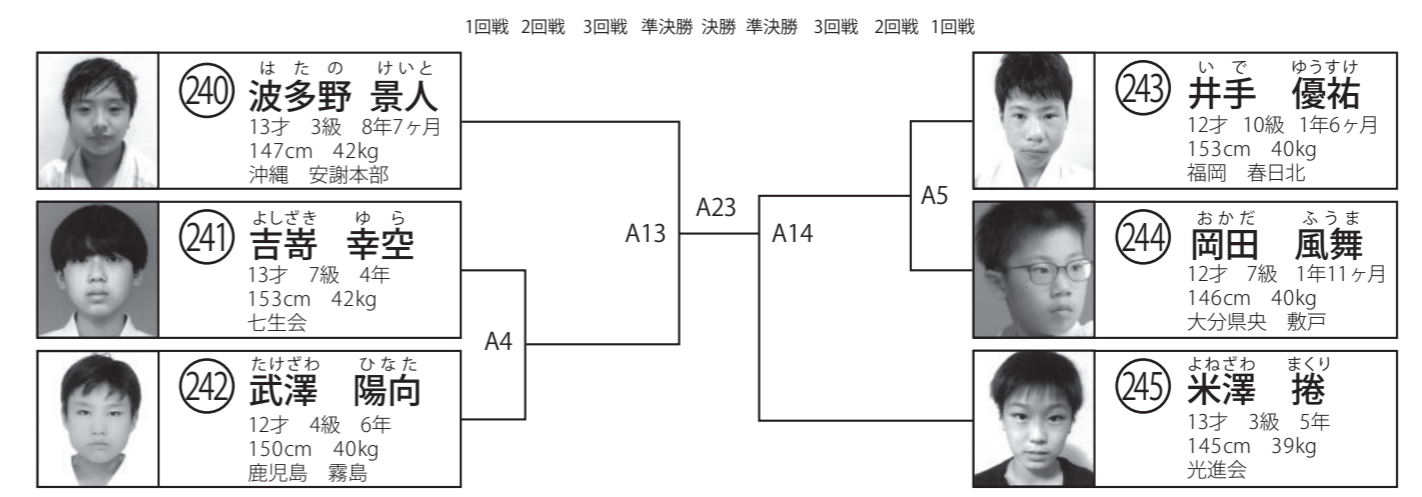 1回戦 2回戦 3回戦 準決勝 決勝 準決勝 3回戦 2回戦 1回戦
はたの けいと
240 波多野 景人
13才 3級 8年7ヶ月
147cm 42kg
沖縄 安謝本部
よしざき ゆら
241 吉嵜 幸空
13才 7級 4年
153cm 42kg
七生会
たけざわ ひなた
242 武澤 陽向
12才 4級 6年
150cm 40kg
鹿児島 霧島
A4
A13
A23
A14
A5
いで ゆうすけ
243 井手 優祐
12才 10級 1年6ヶ月
153cm 40kg
福岡 春日北
おかだ ふうま
244 岡田 風舞
12才 7級 1年11ヶ月
146cm 40kg
大分県央 敷戸
よねざわ まくり
245 米澤 捲
13才 3級 5年
145cm 39kg
光進会